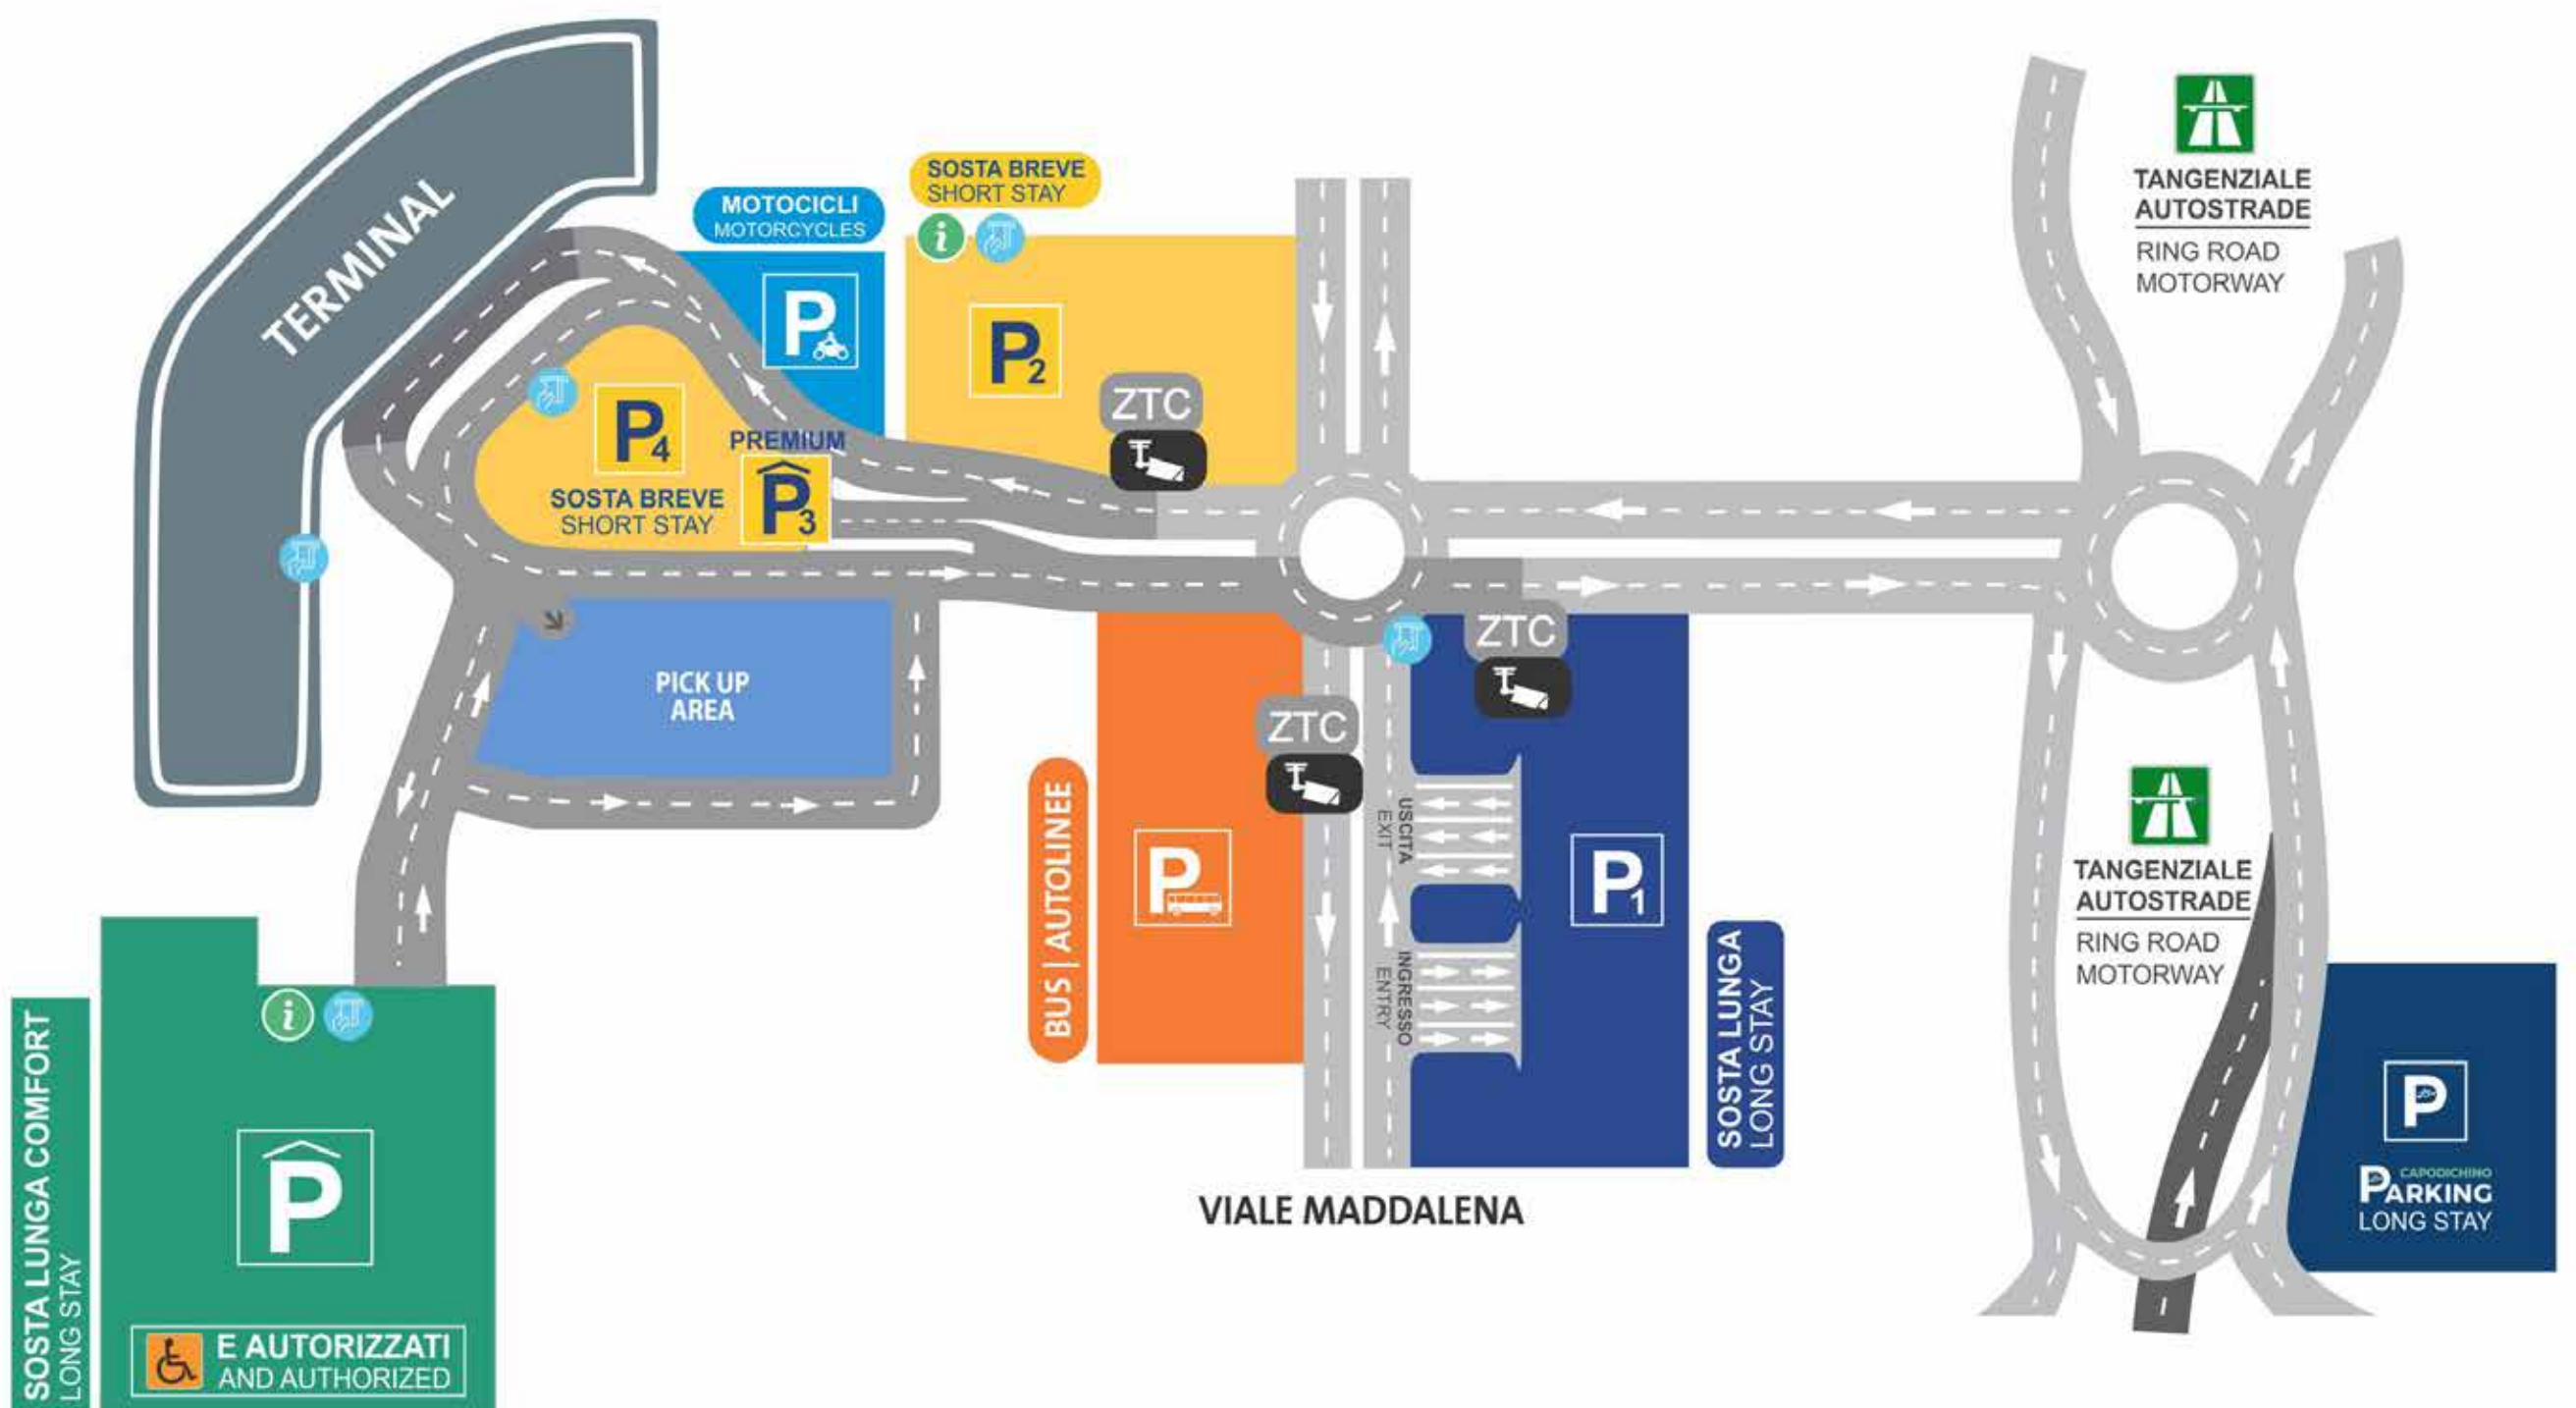 TERMINAL
MOTOCICLI
MOTORCYCLES
P
SOSTA BREVE
SHORT STAY
i
P2
ZTC
TANGENZIALE
AUTOSTRADE
RING ROAD
MOTORWAY
P4
PREMIUM
P3
SOSTA BREVE
SHORT STAY
PICK UP
AREA
ZTC
ZTC
BUS | AUTOLINEE
P
USCITA
EXIT
INGRESSO
ENTRY
P1
SOSTA LUNGA
LONG STAY
VIALE MADDALENA
TANGENZIALE
AUTOSTRADE
RING ROAD
MOTORWAY
P
CAPODICHINO
PARKING
LONG STAY
SOSTA LUNGA COMFORT
LONG STAY
i
P
E AUTORIZZATI
AND AUTHORIZED